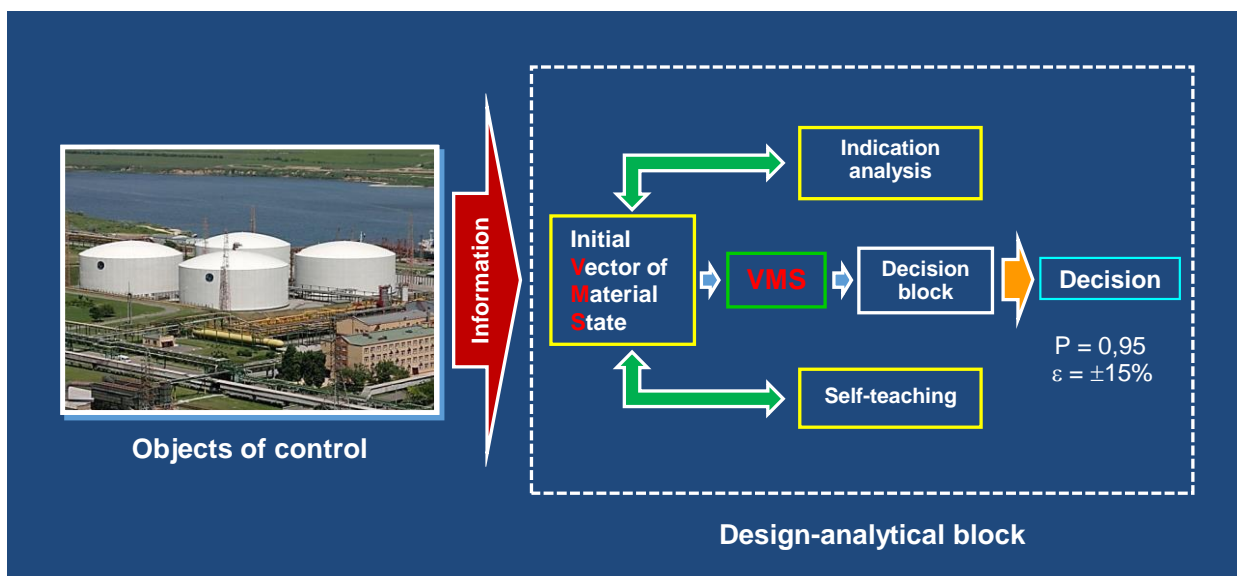 Objects of control
Information
Initial
Vector of
Material
State
Indication
analysis
VMS
Decision
block
Decision
P = 0,95
ε = ±15%
Self-teaching
Design-analytical block